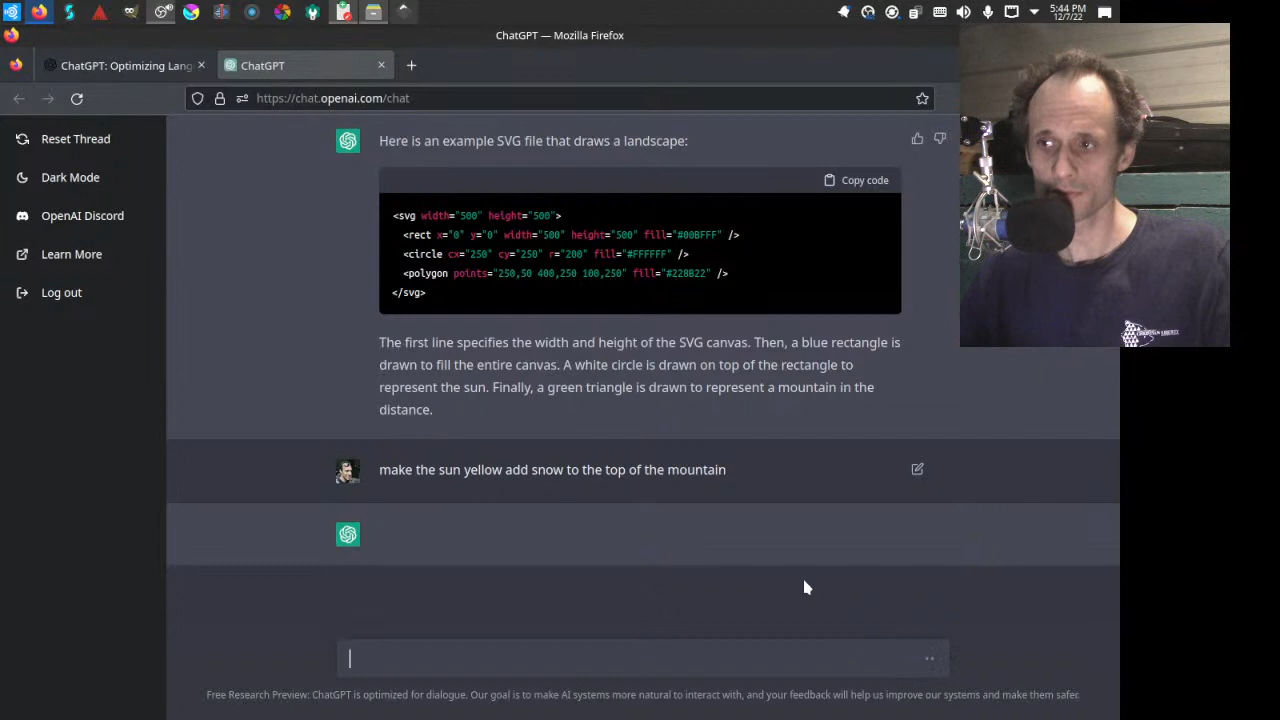 5:44 PM
12/7/22
ChatGPT — Mozilla Firefox
ChatGPT: Optimizing Lang
ChatGPT
https://chat.openai.com/chat
Reset Thread
Dark Mode
OpenAI Discord
Learn More
Log out
Here is an example SVG file that draws a landscape:
Copy code
<svg width="500" height="500">
<rect x="0" y="0" width="500" height="500" fill="#00BFFF" />
<circle cx="250" cy="250" r="200" fill="#FFFFFF" />
<polygon points="250,50 400,250 100,250" fill="#228B22" />
</svg>
The first line specifies the width and height of the SVG canvas. Then, a blue rectangle is
drawn to fill the entire canvas. A white circle is drawn on top of the rectangle to
represent the sun. Finally, a green triangle is drawn to represent a mountain in the
distance.
make the sun yellow add snow to the top of the mountain
Free Research Preview: ChatGPT is optimized for dialogue. Our goal is to make AI systems more natural to interact with, and your feedback will help us improve our systems and make them safer.